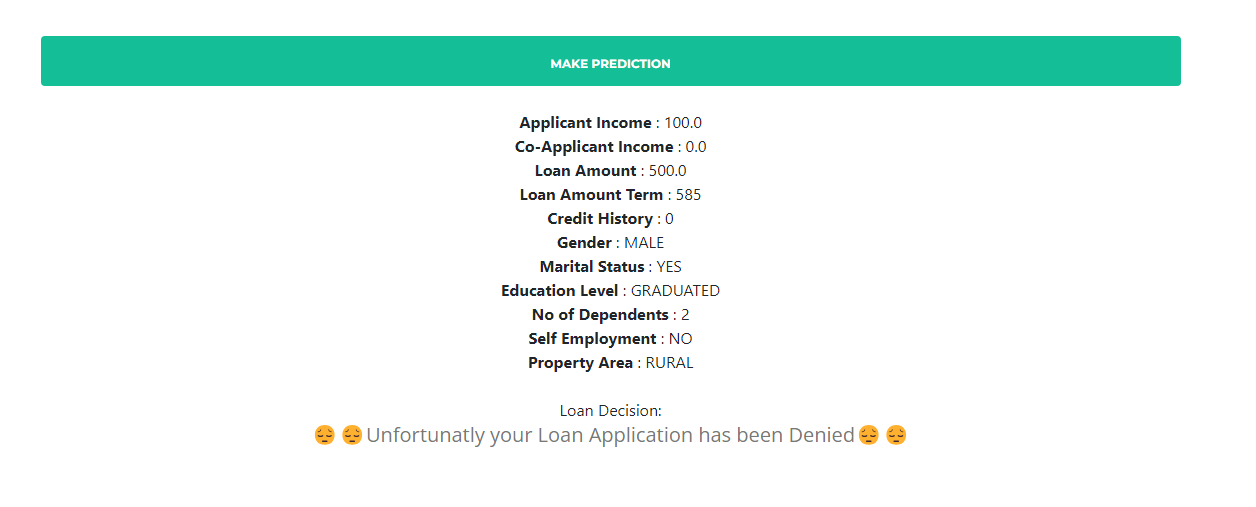 MAKE PREDICTION
Applicant Income : 100.0
Co-Applicant Income : 0.0
Loan Amount : 500.0
Loan Amount Term : 585
Credit History : 0
Gender : MALE
Marital Status : YES
Education Level : GRADUATED
No of Dependents : 2
Self Employment : NO
Property Area : RURAL
Loan Decision:
😔 😔Unfortunatly your Loan Application has been Denied😔 😔